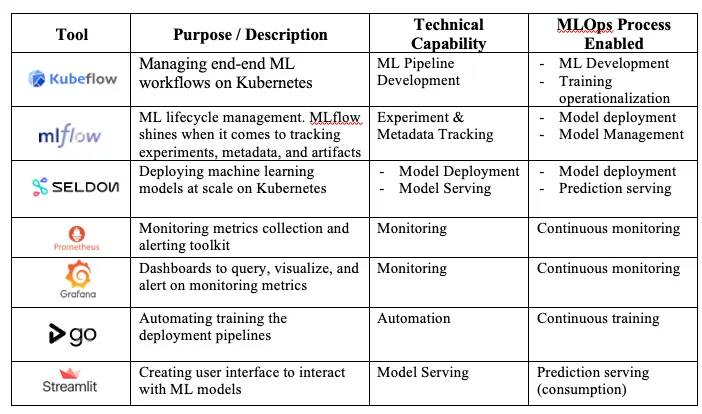 Tool
Purpose / Description
Technical
Capability
MLOps Process
Enabled
Kubeflow
Managing end-end ML
workflows on Kubernetes
ML Pipeline
Development
- ML Development
- Training
operationalization
mlflow
ML lifecycle management. MLflow
shines when it comes to tracking
experiments, metadata, and artifacts
Experiment &
Metadata Tracking
- Model deployment
- Model Management
SELDON
Deploying machine learning
models at scale on Kubernetes
- Model Deployment
- Model Serving
- Model deployment
- Prediction serving
Prometheus
Monitoring metrics collection and
alerting toolkit
Monitoring
Continuous monitoring
Grafana
Dashboards to query, visualize, and
alert on monitoring metrics
Monitoring
Continuous monitoring
go
Automating training the
deployment pipelines
Automation
Continuous training
Streamlit
Creating user interface to interact
with ML models
Model Serving
Prediction serving
(consumption)